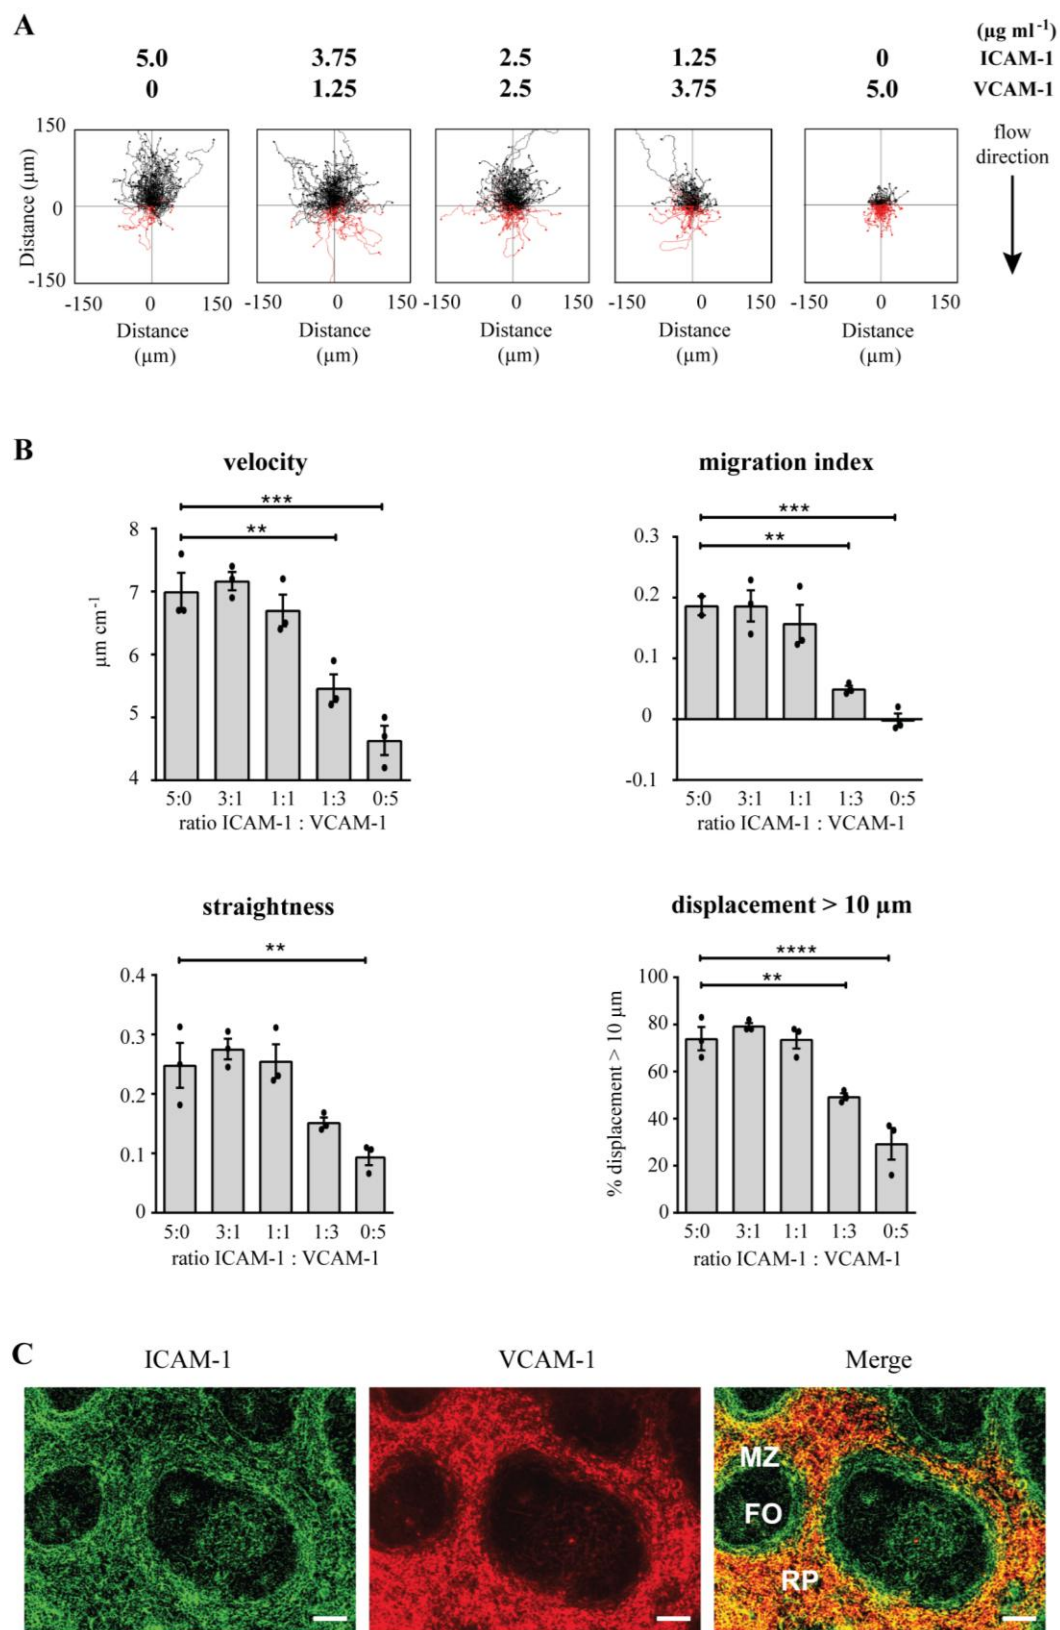 A
(µg ml-1)
5.0 3.75 2.5 1.25 0 ICAM-1
0 1.25 2.5 3.75 5.0 VCAM-1
flow
direction
Distance (µm)
150
0
-150
-150 0 150 -150 0 150 -150 0 150 -150 0 150 -150 0 150
Distance Distance Distance Distance Distance
(µm) (µm) (µm) (µm) (µm)
B
velocity
***
**
µm cm-1
8
7
6
5
4
5:0 3:1 1:1 1:3 0:5
ratio ICAM-1 : VCAM-1
migration index
***
**
0.3
0.2
0.1
0
-0.1
5:0 3:1 1:1 1:3 0:5
ratio ICAM-1 : VCAM-1
straightness
**
0.4
0.3
0.2
0.1
0
5:0 3:1 1:1 1:3 0:5
ratio ICAM-1 : VCAM-1
displacement > 10 µm
****
**
% displacement > 10 µm
100
80
60
40
20
0
5:0 3:1 1:1 1:3 0:5
ratio ICAM-1 : VCAM-1
C
ICAM-1 VCAM-1 Merge
MZ
FO
RP